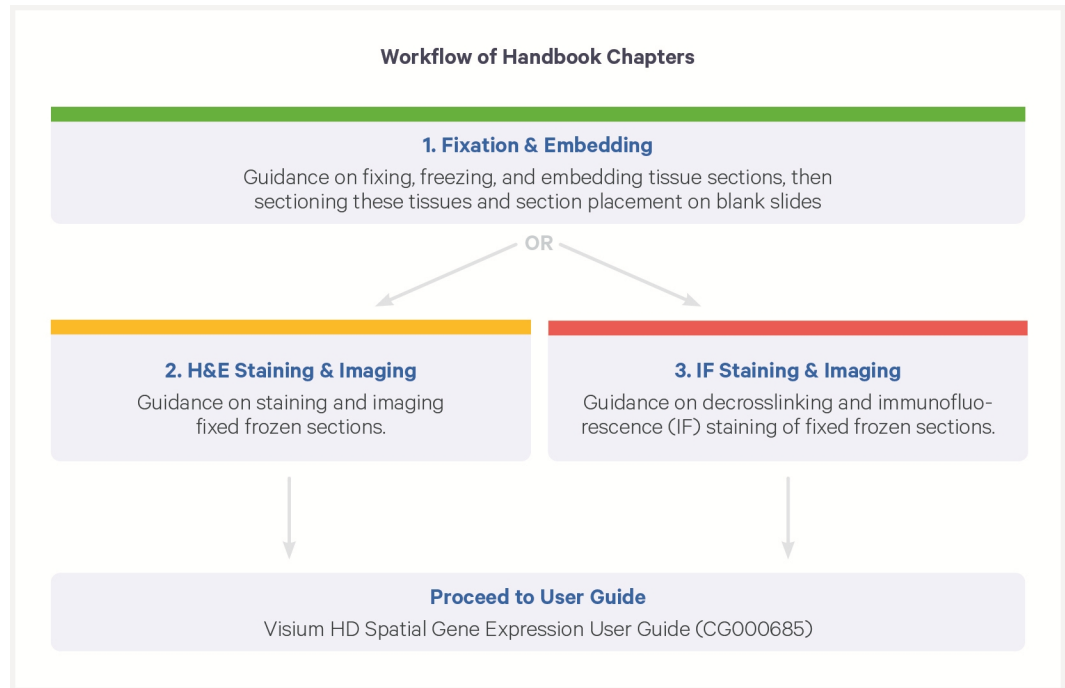 Workflow of Handbook Chapters
1. Fixation & Embedding
Guidance on fixing, freezing, and embedding tissue sections, then
sectioning these tissues and section placement on blank slides
OR
2. H&E Staining & Imaging
Guidance on staining and imaging
fixed frozen sections.
3. IF Staining & Imaging
Guidance on decrosslinking and immunofluo-
rescence (IF) staining of fixed frozen sections.
Proceed to User Guide
Visium HD Spatial Gene Expression User Guide (CG000685)